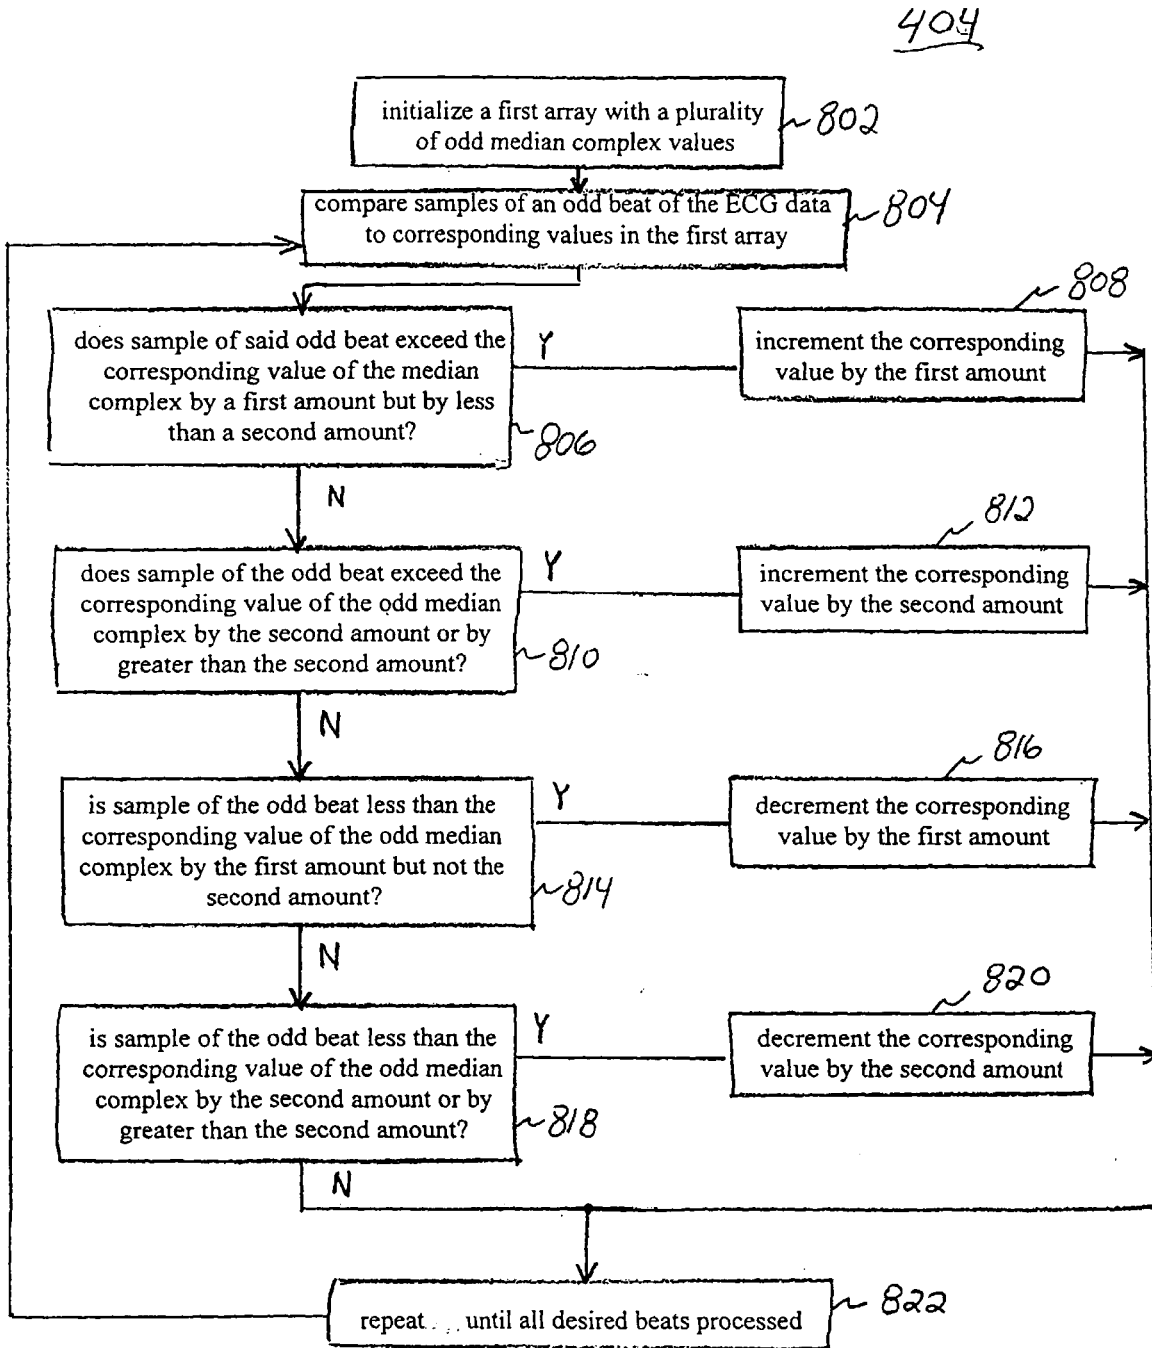 404
initialize a first array with a plurality
of odd median complex values
802
compare samples of an odd beat of the ECG data
to corresponding values in the first array
804
does sample of said odd beat exceed the
corresponding value of the median
complex by a first amount but by less
than a second amount?
806
Y
increment the corresponding
value by the first amount
808
N
does sample of the odd beat exceed the
corresponding value of the odd median
complex by the second amount or by
greater than the second amount?
810
Y
increment the corresponding
value by the second amount
812
N
is sample of the odd beat less than the
corresponding value of the odd median
complex by the first amount but not the
second amount?
814
Y
decrement the corresponding
value by the first amount
816
N
is sample of the odd beat less than the
corresponding value of the odd median
complex by the second amount or by
greater than the second amount?
818
Y
decrement the corresponding
value by the second amount
820
N
repeat... until all desired beats processed
822